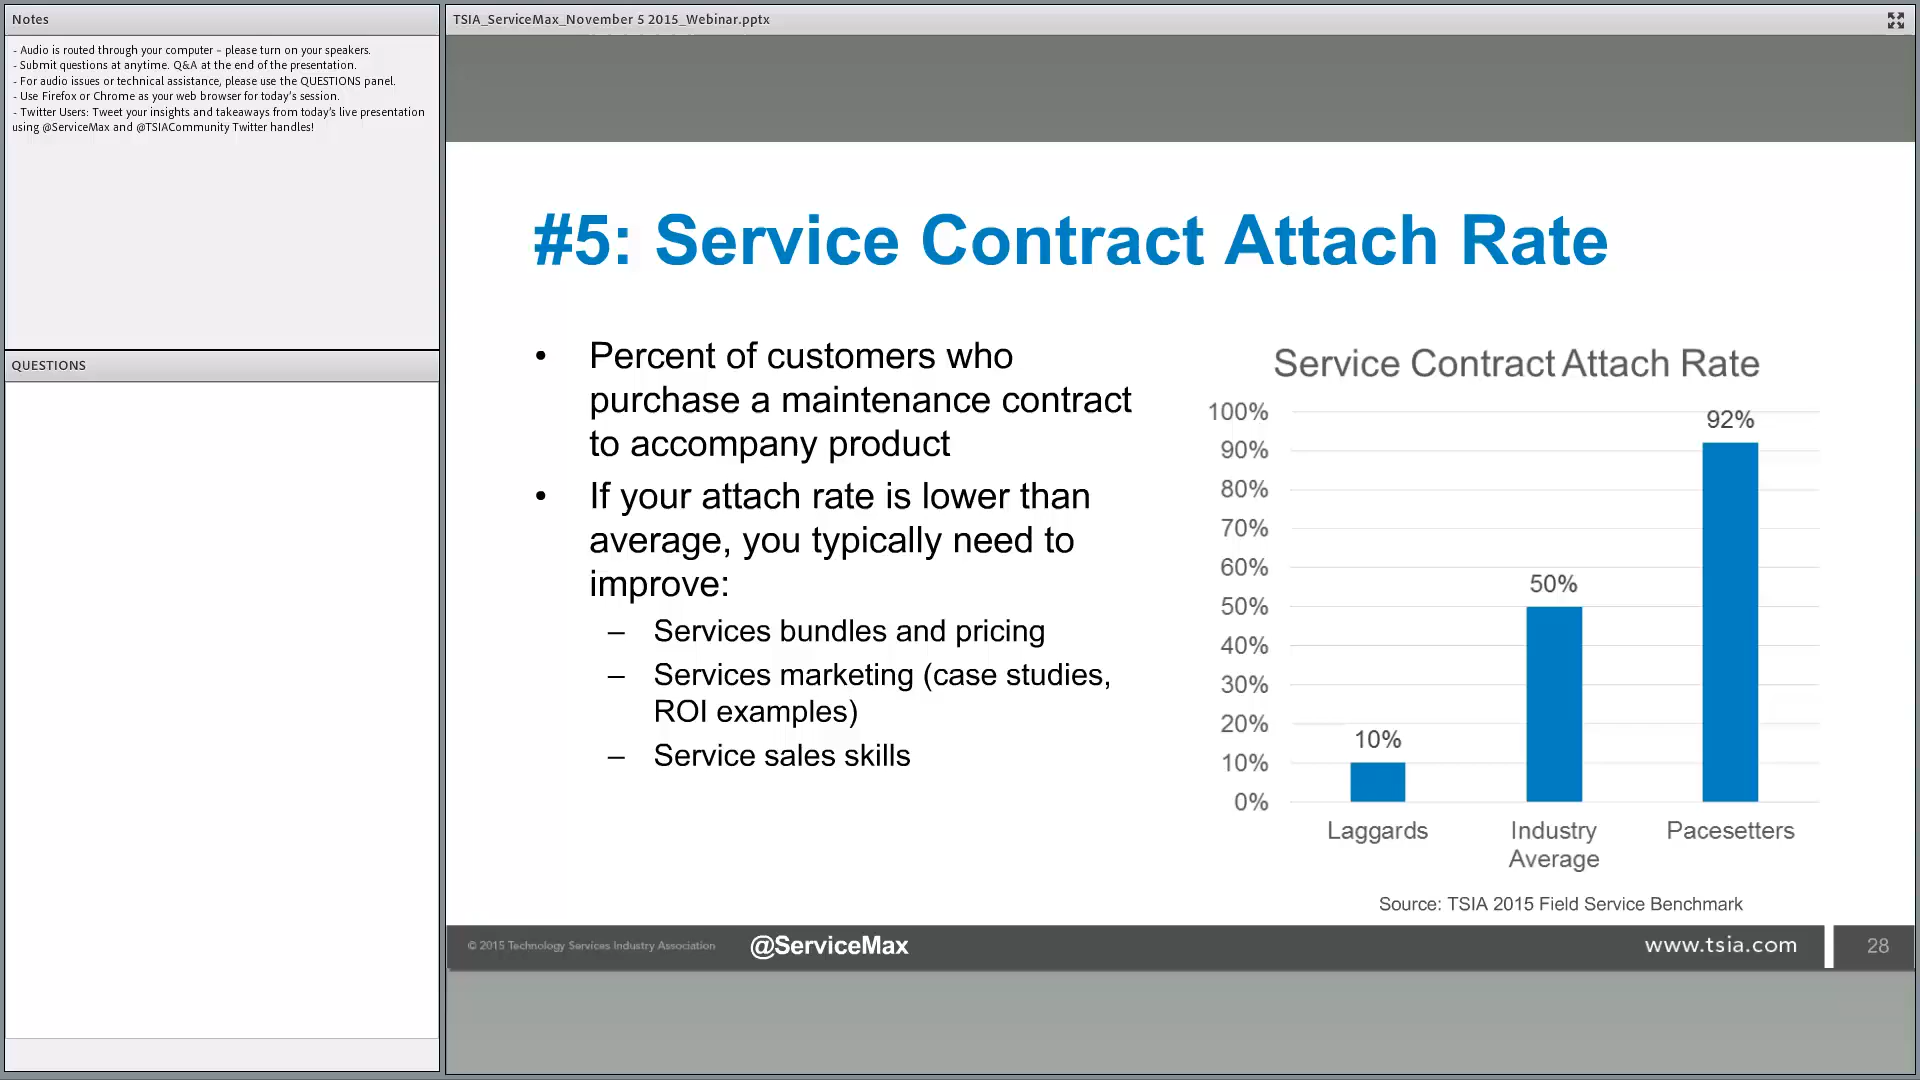 Notes
- Audio is routed through your computer – please turn on your speakers.
- Submit questions at anytime. Q&A at the end of the presentation.
- For audio issues or technical assistance, please use the QUESTIONS panel.
- Use Firefox or Chrome as your web browser for today's session.
- Twitter Users: Tweet your insights and takeaways from today's live presentation
using @ServiceMax and @TSIACommunity Twitter handles!
QUESTIONS
TSIA_ServiceMax_November 5 2015_Webinar.pptx
#5: Service Contract Attach Rate
• Percent of customers who
purchase a maintenance contract
to accompany product
• If your attach rate is lower than
average, you typically need to
improve:
– Services bundles and pricing
– Services marketing (case studies,
ROI examples)
– Service sales skills
Service Contract Attach Rate
100%
90%
80%
70%
60%
50%
40%
30%
20%
10%
0%
10%
50%
92%
Laggards
Industry
Average
Pacesetters
Source: TSIA 2015 Field Service Benchmark
© 2015 Technology Services Industry Association
@ServiceMax
www.tsia.com
28